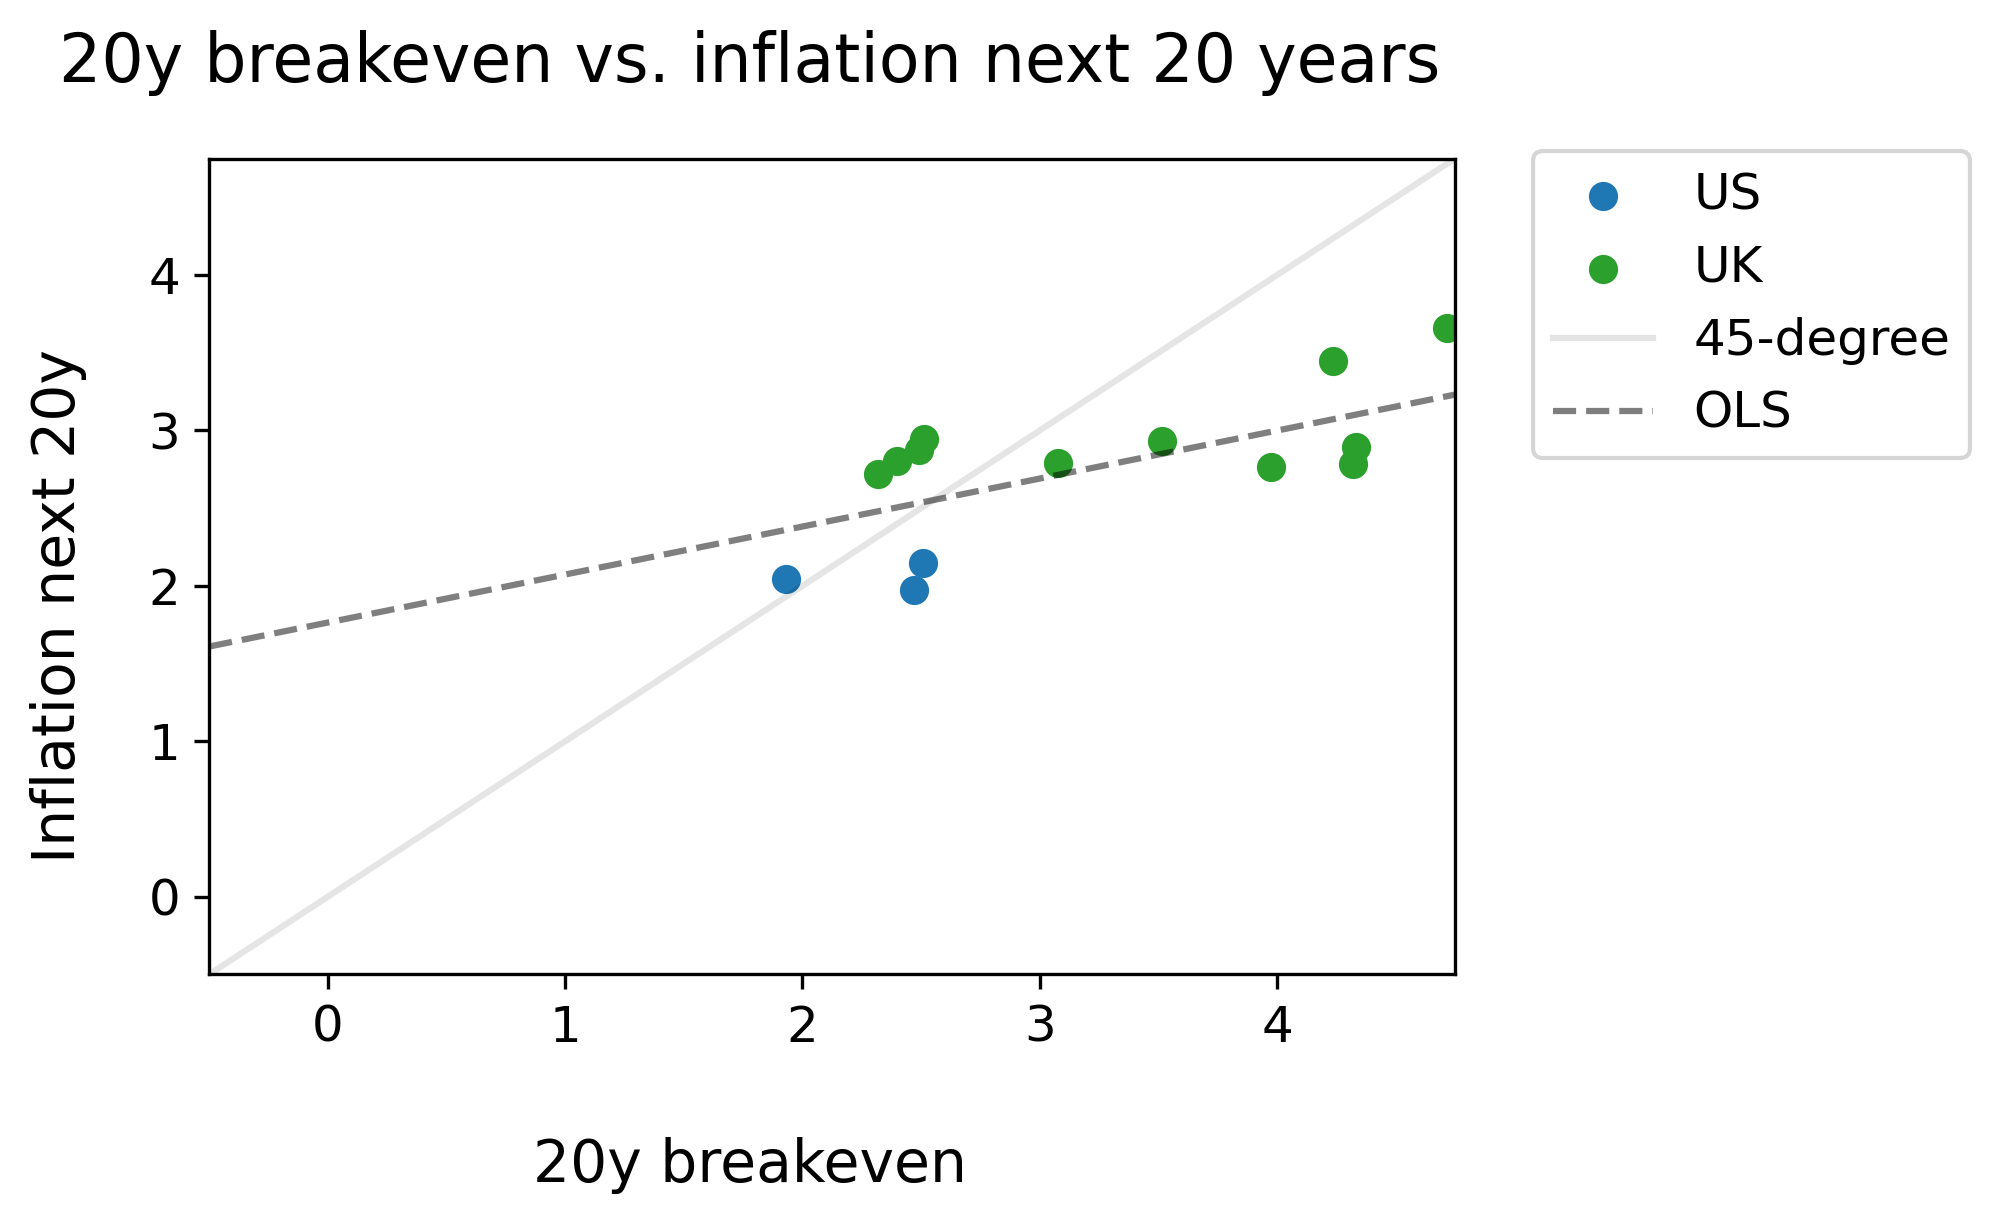 20y breakeven vs. inflation next 20 years
Inflation next 20y
4
3
2
1
0
0 1 2 3 4
20y breakeven
US
UK
45-degree
OLS